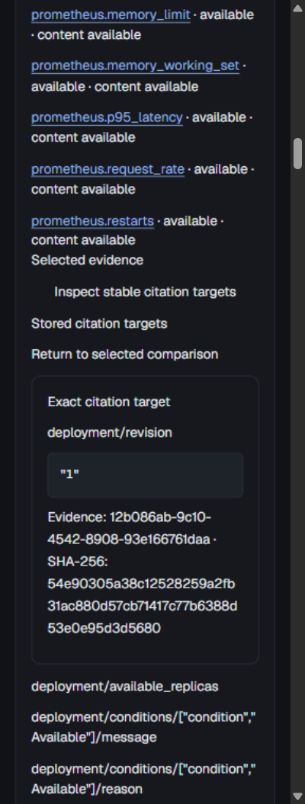 prometheus.memory_limit · available
· content available
prometheus.memory_working_set ·
available · content available
prometheus.p95_latency · available ·
content available
prometheus.request_rate · available ·
content available
prometheus.restarts · available ·
content available
Selected evidence
Inspect stable citation targets
Stored citation targets
Return to selected comparison
Exact citation target
deployment/revision
"1"
Evidence: 12b086ab-9c10-
4542-8908-93e166761daa ·
SHA-256:
54e90305a38c12528259a2fb
31ac880d57cb71417c77b6388d
53e0e95d3d5680
deployment/available_replicas
deployment/conditions/["condition","
Available"]/message
deployment/conditions/["condition","
Available"]/reason